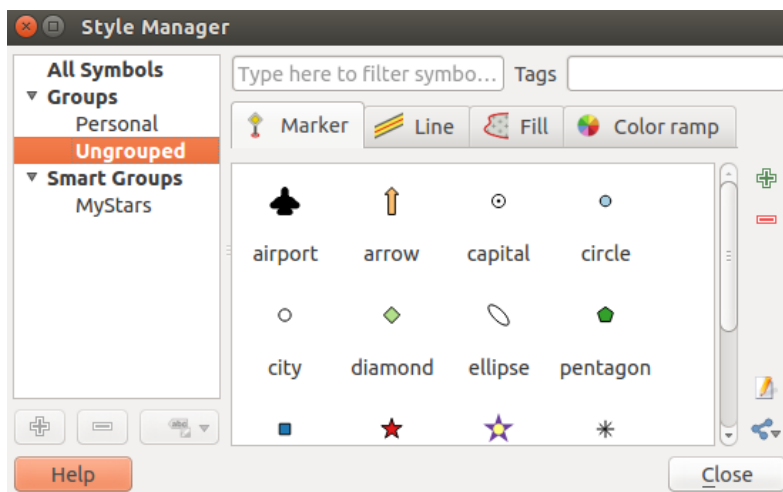 Style Manager
All Symbols
Groups
Personal
Ungrouped
Smart Groups
MyStars
Type here to filter symbo... Tags
Marker Line Fill Color ramp
airport arrow capital circle
city diamond ellipse pentagon
Help Close